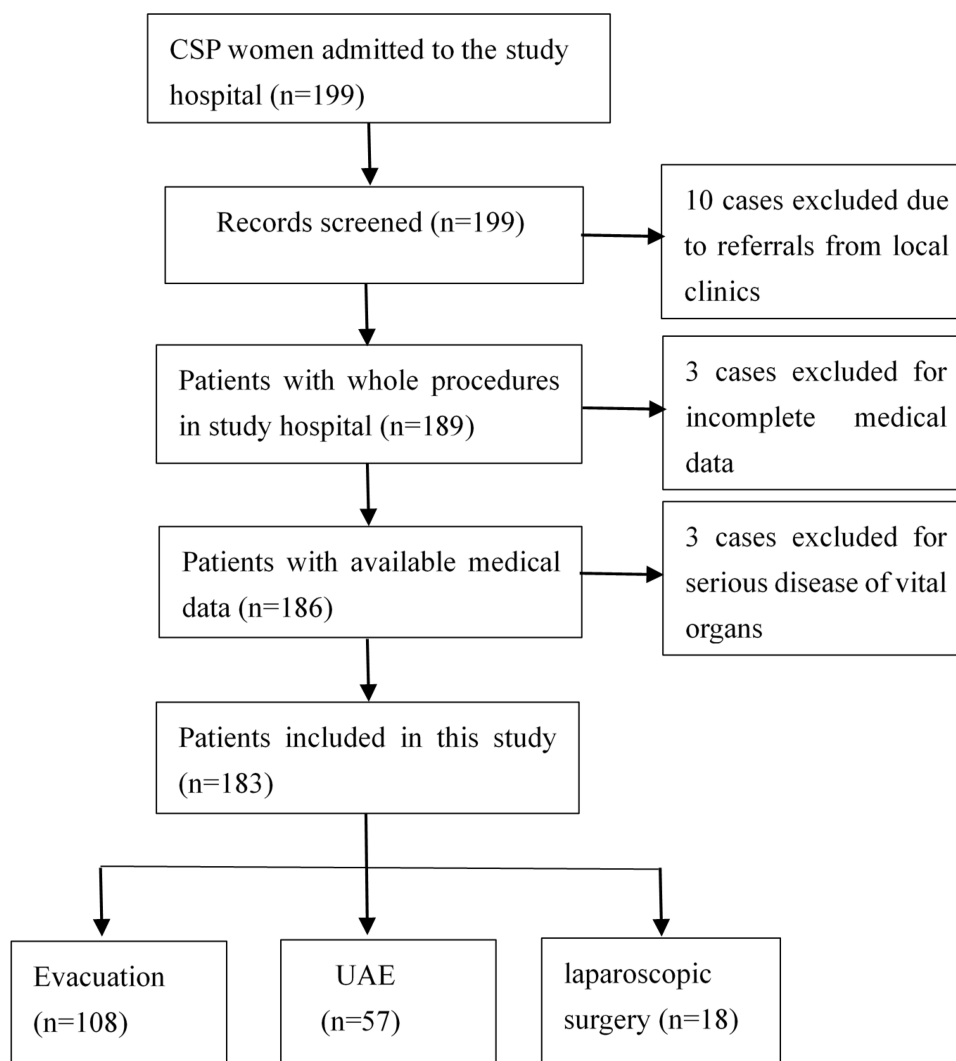 CSP women admitted to the study
hospital (n=199)
Records screened (n=199)
10 cases excluded due
to referrals from local
clinics
Patients with whole procedures
in study hospital (n=189)
3 cases excluded for
incomplete medical
data
Patients with available medical
data (n=186)
3 cases excluded for
serious disease of vital
organs
Patients included in this study
(n=183)
Evacuation
(n=108)
UAE
(n=57)
laparoscopic
surgery (n=18)